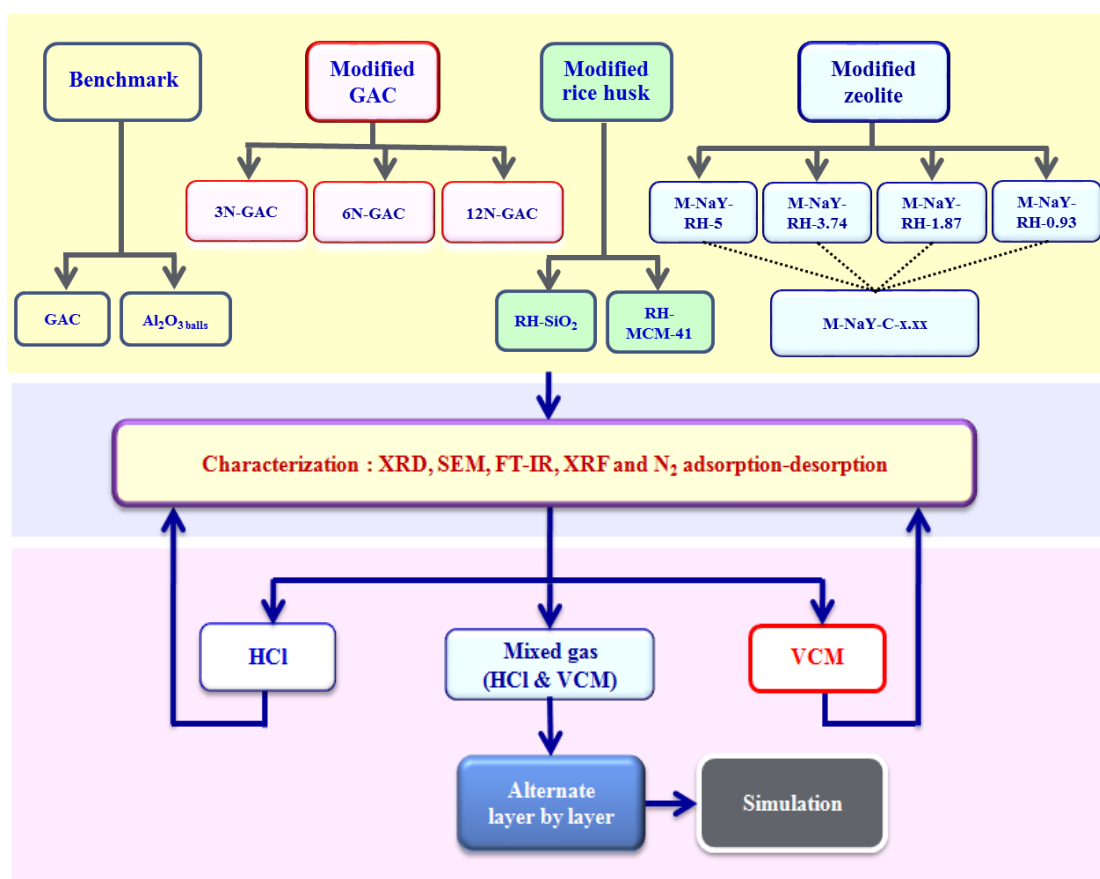 Benchmark
Modified
GAC
Modified
rice husk
Modified
zeolite
3N-GAC
6N-GAC
12N-GAC
M-NaY-
RH-5
M-NaY-
RH-3.74
M-NaY-
RH-1.87
M-NaY-
RH-0.93
GAC
Al₂O₃ balls
RH-SiO₂
RH-
MCM-41
M-NaY-C-x.xx
Characterization : XRD, SEM, FT-IR, XRF and N₂ adsorption-desorption
HCl
Mixed gas
(HCl & VCM)
VCM
Alternate
layer by layer
Simulation